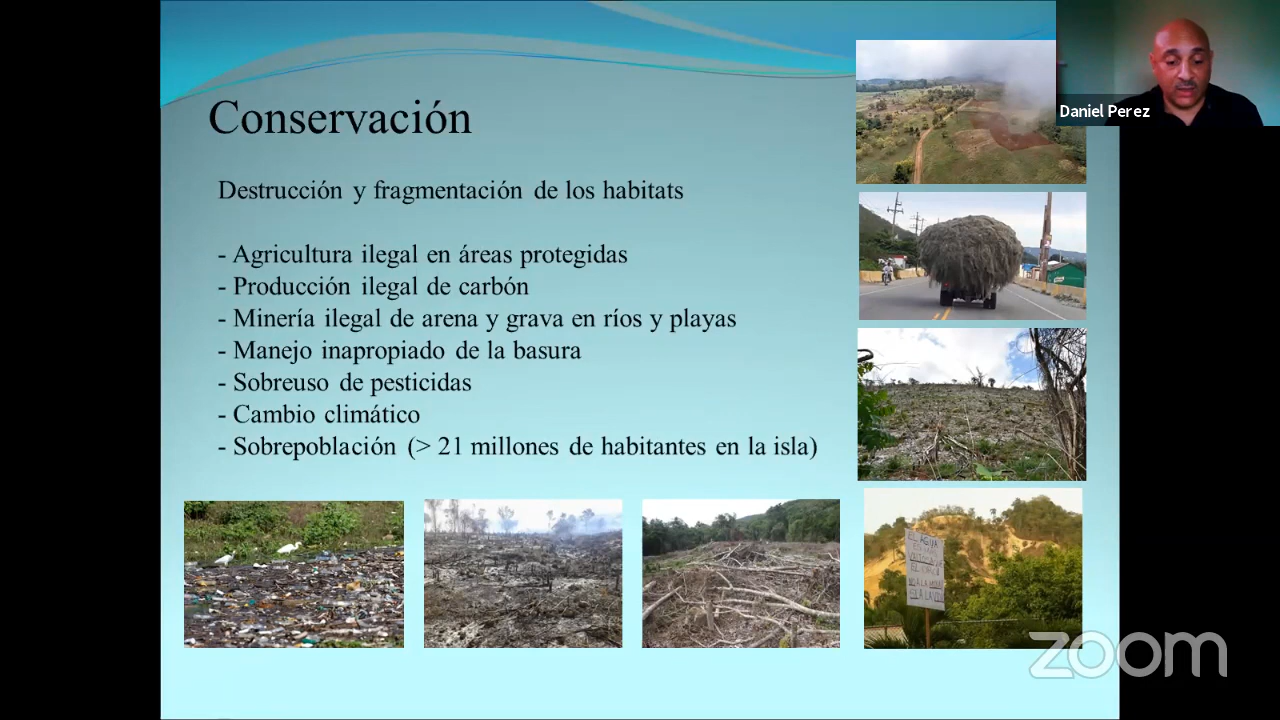 Conservación
Daniel Perez
Destrucción y fragmentación de los habitats
- Agricultura ilegal en áreas protegidas
- Producción ilegal de carbón
- Minería ilegal de arena y grava en ríos y playas
- Manejo inapropiado de la basura
- Sobreuso de pesticidas
- Cambio climático
- Sobrepoblación (> 21 millones de habitantes en la isla)
EL AGUA
zoom